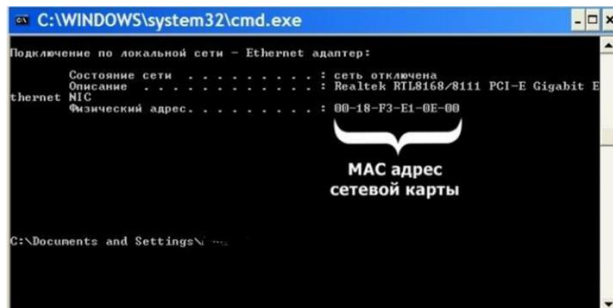 C:\WINDOWS\system32\cmd.exe
Подключение по локальной сети - Ethernet адаптер:
Состояние сети . . . . . . . . . : сеть отключена
Описание . . . . . . . . . . . . : Realtek RTL8168/8111 PCI-E Gigabit E
thernet NIC
Физический адрес. . . . . . . . . : 00-18-F3-E1-0E-00
МАС адрес
сетевой карты
C:\Documents and Settings\